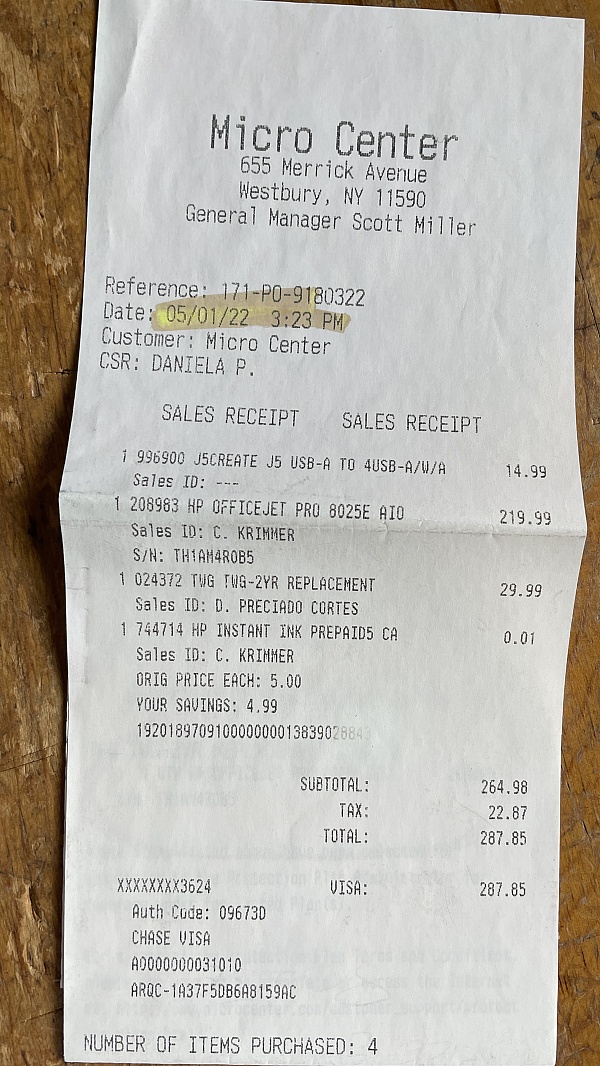 Micro Center
655 Merrick Avenue
Westbury, NY 11590
General Manager Scott Miller
Reference: 171-PO-9180322
Date: 05/01/22 3:23 PM
Customer: Micro Center
CSR: DANIELA P.
SALES RECEIPT SALES RECEIPT
1 996900 J5CREATE J5 USB-A TO 4USB-A/W/A 14.99
Sales ID: ---
1 208983 HP OFFICEJET PRO 8025E AIO 219.99
Sales ID: C. KRIMMER
S/N: TH1AM4R0B5
1 024372 TWG TWG-2YR REPLACEMENT 29.99
Sales ID: D. PRECIADO CORTES
1 744714 HP INSTANT INK PREPAID5 CA 0.01
Sales ID: C. KRIMMER
ORIG PRICE EACH: 5.00
YOUR SAVINGS: 4.99
SUBTOTAL: 264.98
TAX: 22.87
TOTAL: 287.85
XXXXXXXX3624 VISA: 287.85
Auth Code: 09673D
CHASE VISA
A0000000031010
ARQC-1A37F5DB6A8159AC
NUMBER OF ITEMS PURCHASED: 4